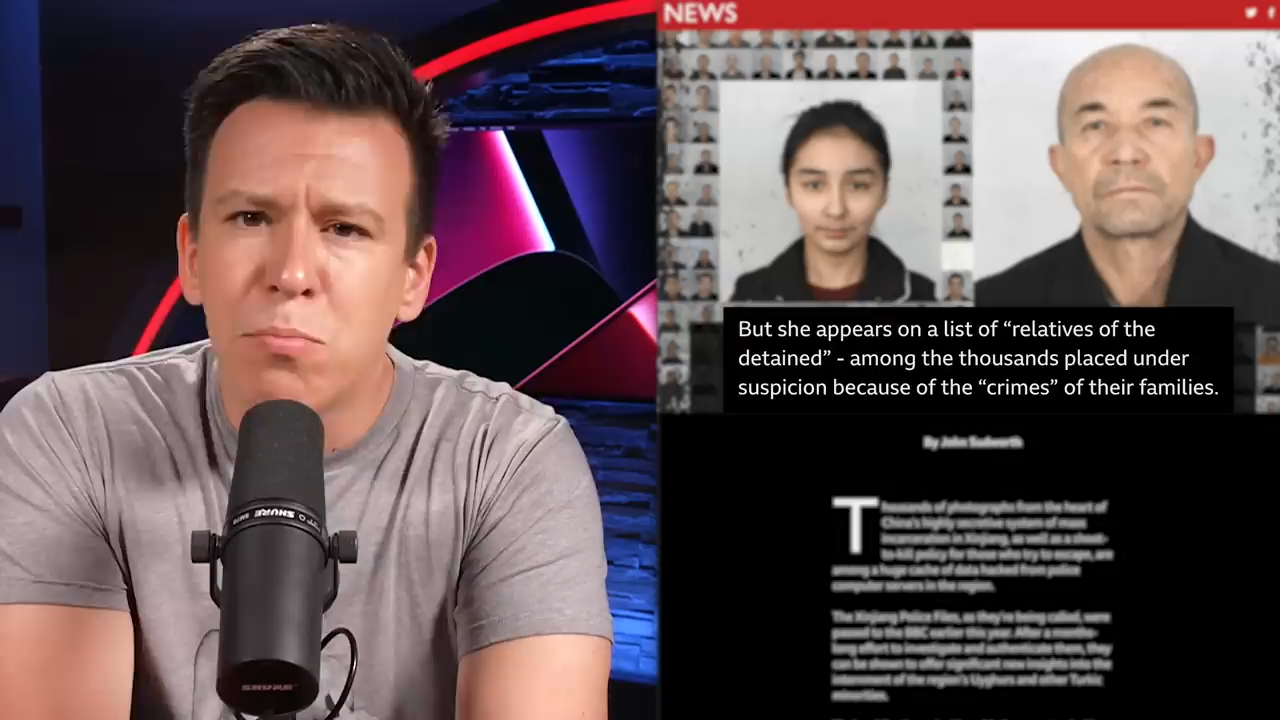 NEWS
But she appears on a list of “relatives of the
detained” - among the thousands placed under
suspicion because of the “crimes” of their families.
By John Sudworth
Thousands of photographs from the heart of
China's highly secretive system of mass
incarceration in Xinjiang, as well as a shoot-
to-kill policy for those who try to escape, are
among a huge cache of data hacked from police
computer servers in the region.
The Xinjiang Police Files, as they're being called, were
passed to the BBC earlier this year. After a months-
long effort to investigate and authenticate them, they
can be shown to offer significant new insights into the
internment of the region's Uyghurs and other Turkic
minorities.
SHURE SM7B
SHURE